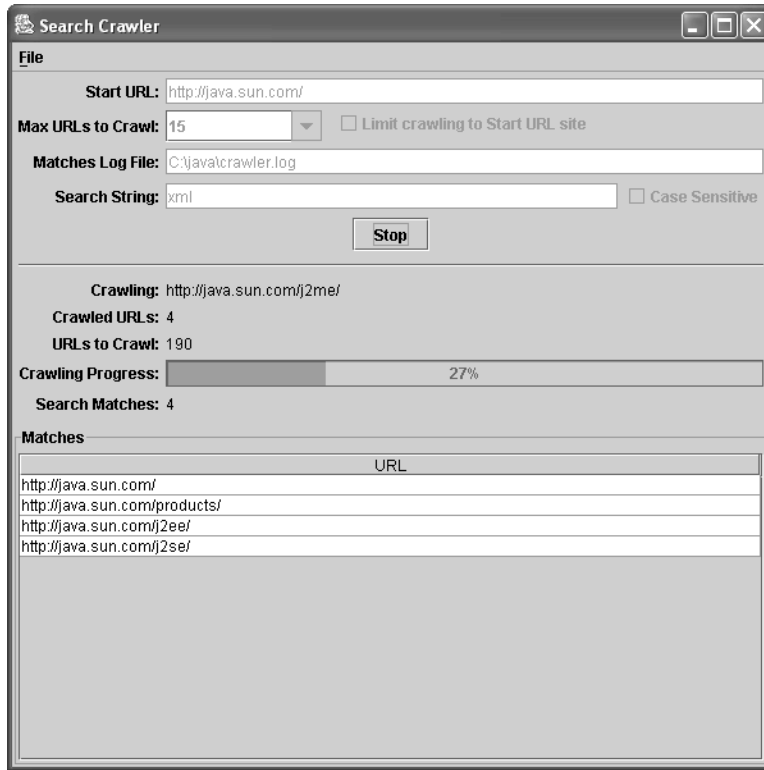 Search Crawler
File
Start URL: http://java.sun.com/
Max URLs to Crawl: 15 Limit crawling to Start URL site
Matches Log File: C:\java\crawler.log
Search String: xml Case Sensitive
Stop
Crawling: http://java.sun.com/j2me/
Crawled URLs: 4
URLs to Crawl: 190
Crawling Progress: 27%
Search Matches: 4
Matches
URL
http://java.sun.com/
http://java.sun.com/products/
http://java.sun.com/j2ee/
http://java.sun.com/j2se/